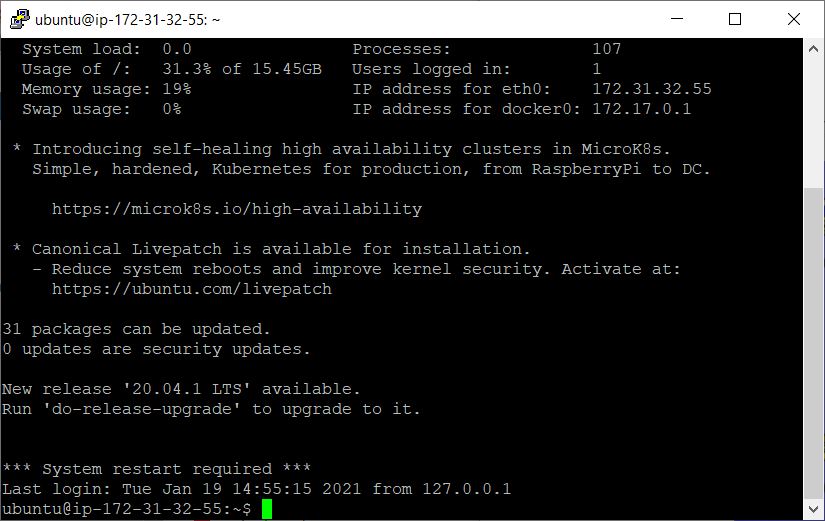 ubuntu@ip-172-31-32-55: ~
System load: 0.0 Processes: 107
Usage of /: 31.3% of 15.45GB Users logged in: 1
Memory usage: 19% IP address for eth0: 172.31.32.55
Swap usage: 0% IP address for docker0: 172.17.0.1
* Introducing self-healing high availability clusters in MicroK8s.
Simple, hardened, Kubernetes for production, from RaspberryPi to DC.
https://microk8s.io/high-availability
* Canonical Livepatch is available for installation.
- Reduce system reboots and improve kernel security. Activate at:
https://ubuntu.com/livepatch
31 packages can be updated.
0 updates are security updates.
New release '20.04.1 LTS' available.
Run 'do-release-upgrade' to upgrade to it.
*** System restart required ***
Last login: Tue Jan 19 14:55:15 2021 from 127.0.0.1
ubuntu@ip-172-31-32-55:~$